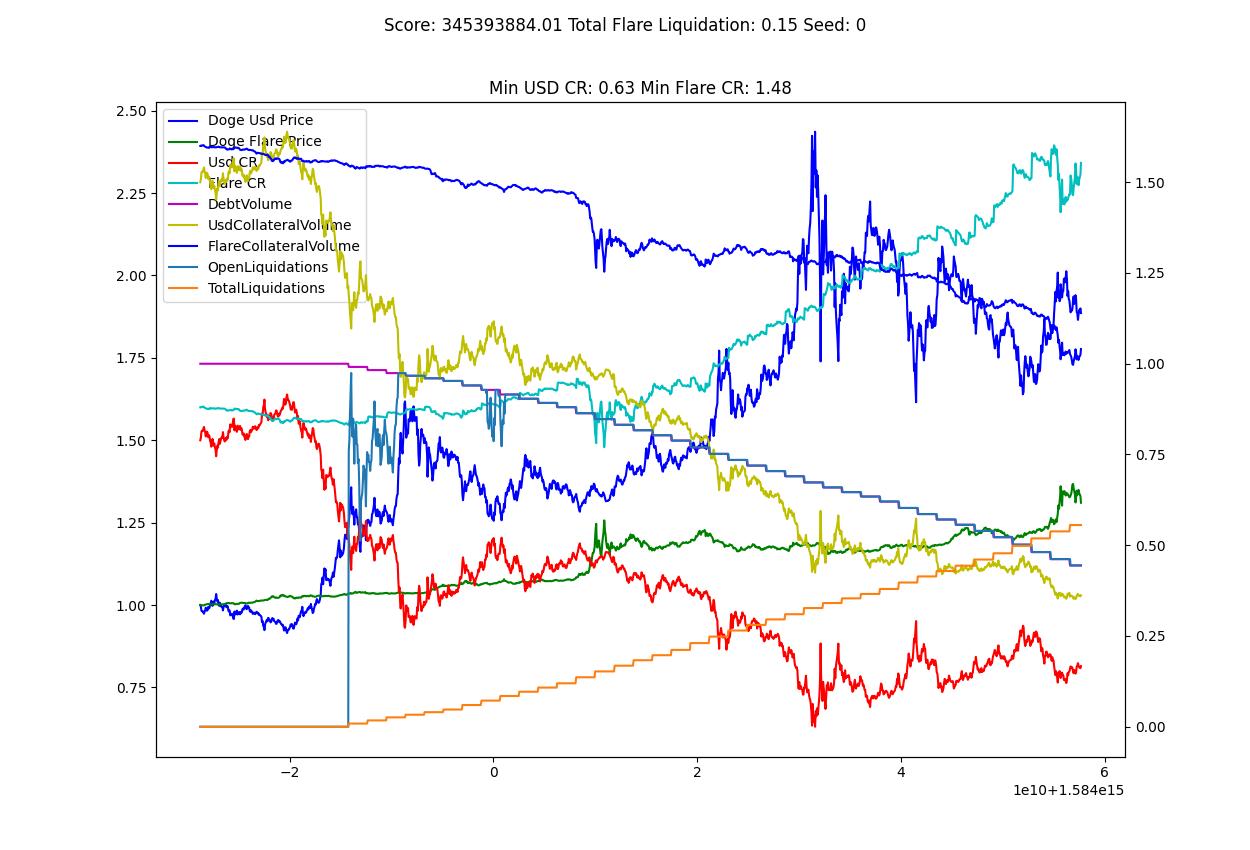 Score: 345393884.01 Total Flare Liquidation: 0.15 Seed: 0
Min USD CR: 0.63 Min Flare CR: 1.48
Doge Usd Price
Doge Flare Price
Usd CR
Flare CR
DebtVolume
UsdCollateralVolume
FlareCollateralVolume
OpenLiquidations
TotalLiquidations
2.50
2.25
2.00
1.75
1.50
1.25
1.00
0.75
1.50
1.25
1.00
0.75
0.50
0.25
0.00
−2
0
2
4
6
1e10+1.584e15